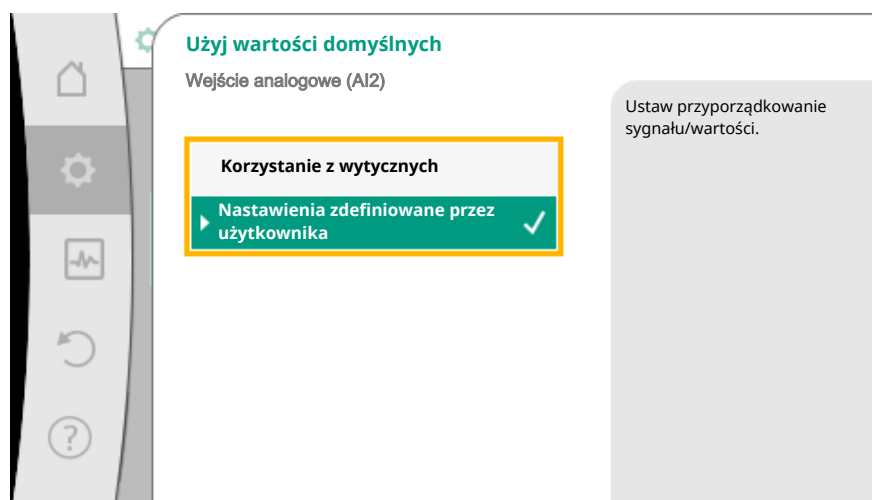 Użyj wartości domyślnych
Wejście analogowe (AI2)
Ustaw przyporządkowanie
sygnału/wartości.
Korzystanie z wytycznych
Nastawienia zdefiniowane przez
użytkownika
?